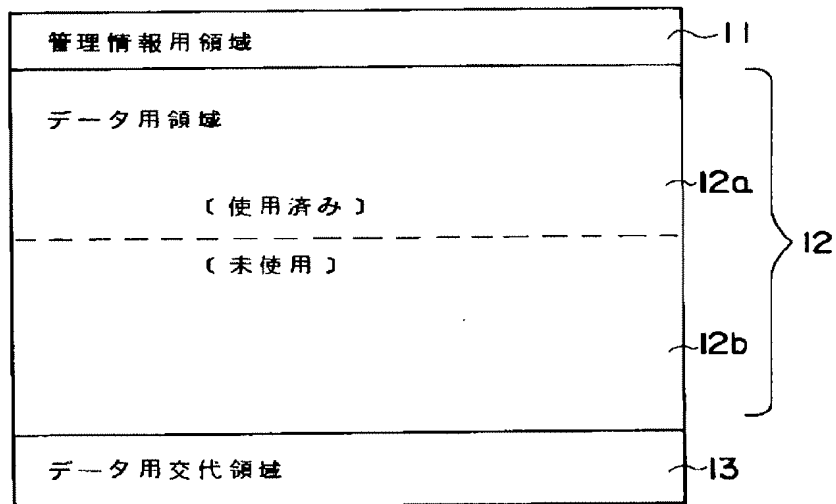 管理情報用領域 11
データ用領域
12a
〔使用済み〕
12
〔未使用〕
12b
データ用交代領域 13